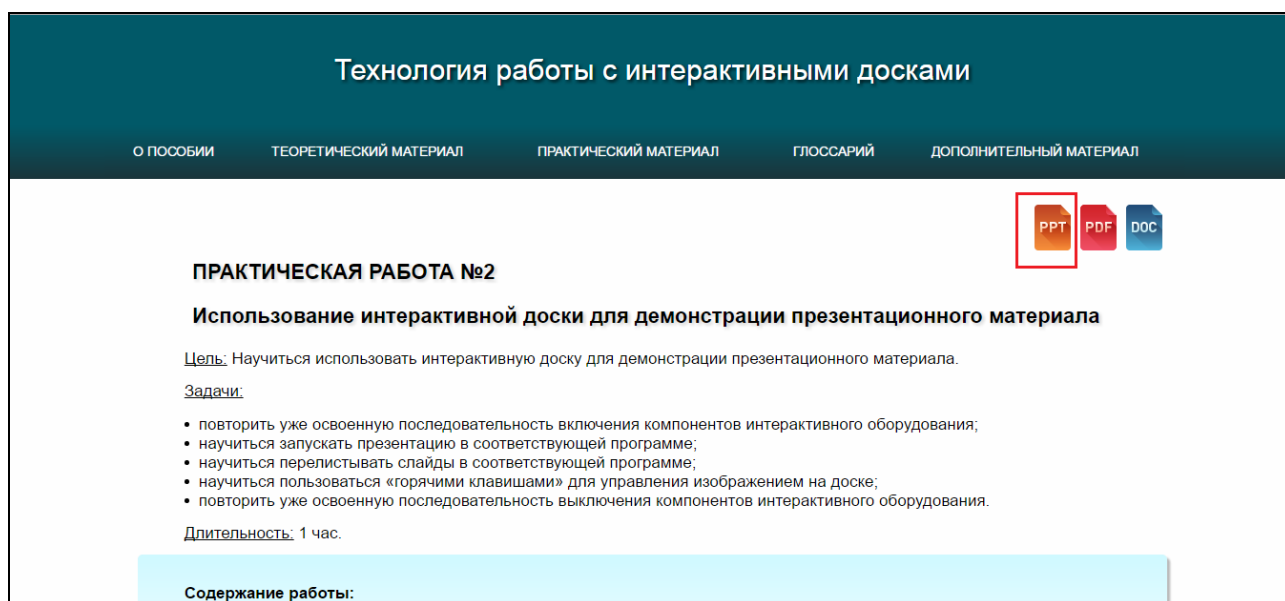 Технология работы с интерактивными досками
О ПОСОБИИ ТЕОРЕТИЧЕСКИЙ МАТЕРИАЛ ПРАКТИЧЕСКИЙ МАТЕРИАЛ ГЛОССАРИЙ ДОПОЛНИТЕЛЬНЫЙ МАТЕРИАЛ
PPT PDF DOC
ПРАКТИЧЕСКАЯ РАБОТА №2
Использование интерактивной доски для демонстрации презентационного материала
Цель: Научиться использовать интерактивную доску для демонстрации презентационного материала.
Задачи:
• повторить уже освоенную последовательность включения компонентов интерактивного оборудования;
• научиться запускать презентацию в соответствующей программе;
• научиться перелистывать слайды в соответствующей программе;
• научиться пользоваться «горячими клавишами» для управления изображением на доске;
• повторить уже освоенную последовательность выключения компонентов интерактивного оборудования.
Длительность: 1 час.
Содержание работы: